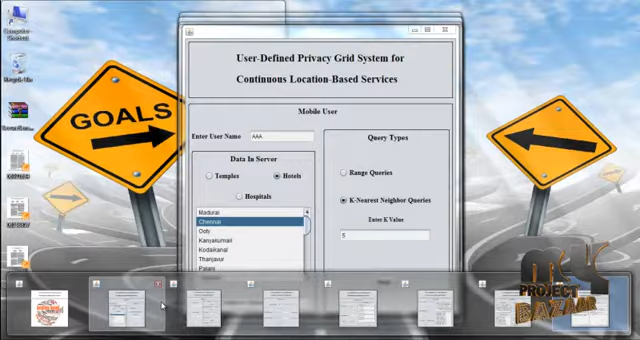 User-Defined Privacy Grid System for
Continuous Location-Based Services
GOALS
Mobile User
Enter User Name AAA
Query Types
Data In Server
Temples
Hotels
Hospitals
Range Queries
K-Nearest Neighbor Queries
Enter K Value
5
Madurai
Chennai
Ooty
Kanyakumari
Kodaikanal
Thanjavur
Palani
PROJECT
BAZAAR